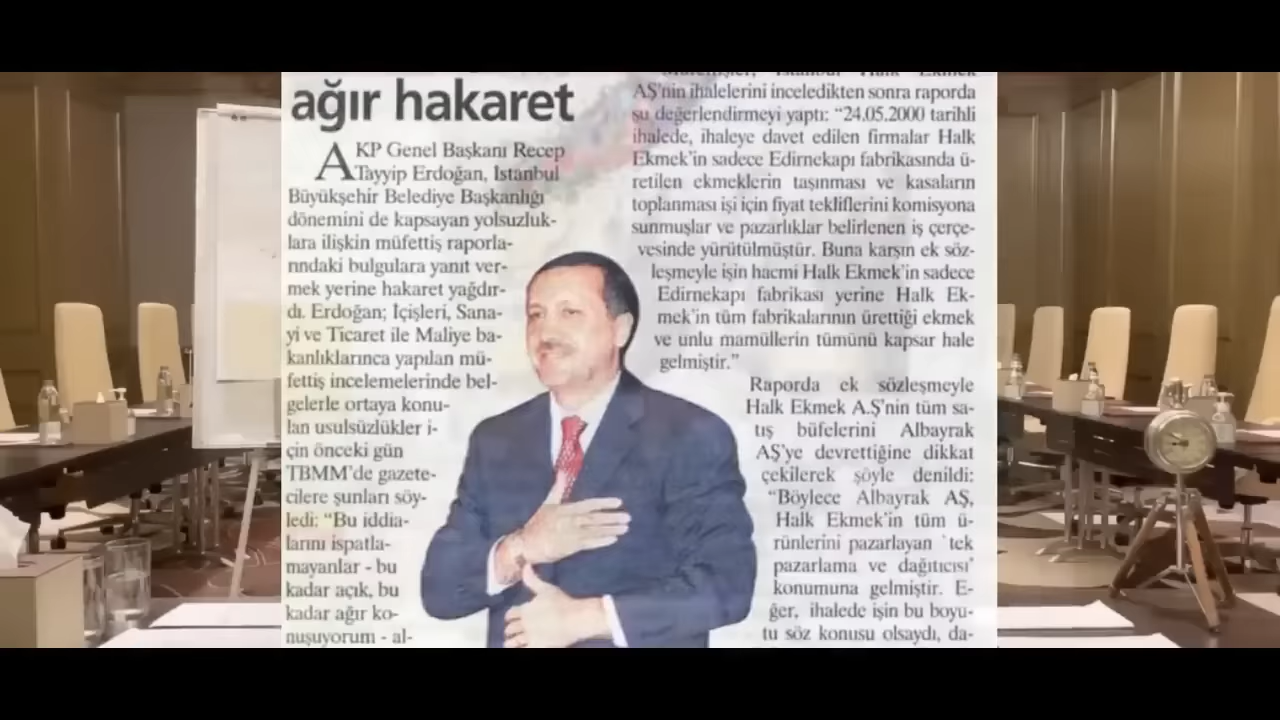 ağır hakaret
AKP Genel Başkanı Recep
Tayyip Erdoğan, İstanbul
Büyükşehir Belediye Başkanlığı
dönemini de kapsayan yolsuzluk-
lara ilişkin müfettiş raporla-
rındaki bulgulara yanıt ver-
mek yerine hakaret yağdır-
dı. Erdoğan; İçişleri, Sana-
yi ve Ticaret ile Maliye ba-
kanlıklarınca yapılan mü-
fettiş incelemelerinde bel-
gelerle ortaya konu-
lan usulsüzlükler i-
çin önceki gün
TBMM'de gazete-
cilere şunları söy-
ledi: “Bu iddia-
larını ispatla-
mayanlar - bu
kadar açık, bu
kadar ağır ko-
nuşuyorum - al-
Müfettişler, İstanbul Halk Ekmek
AŞ'nin ihalelerini inceledikten sonra raporda
şu değerlendirmeyi yaptı: “24.05.2000 tarihli
ihalede, ihaleye davet edilen firmalar Halk
Ekmek'in sadece Edirnekapı fabrikasında ü-
retilen ekmeklerin taşınması ve kasaların
toplanması işi için fiyat tekliflerini komisyona
sunmuşlar ve pazarlıklar belirlenen iş çerçe-
vesinde yürütülmüştür. Buna karşın ek söz-
leşmeyle işin hacmi Halk Ekmek'in sadece
Edirnekapı fabrikası yerine Halk Ek-
mek'in tüm fabrikalarının ürettiği ekmek
ve unlu mamüllerin tümünü kapsar hale
gelmiştir.”
Raporda ek sözleşmeyle
Halk Ekmek A.Ş'nin tüm sa-
tış büfelerini Albayrak
AŞ'ye devrettiğine dikkat
çekilerek şöyle denildi:
“Böylece Albayrak AŞ,
Halk Ekmek'in tüm ü-
rünlerini pazarlayan 'tek
pazarlama ve dağıtıcısı'
konumuna gelmiştir. E-
ğer, ihalede işin bu boyu-
tu söz konusu olsaydı, da-